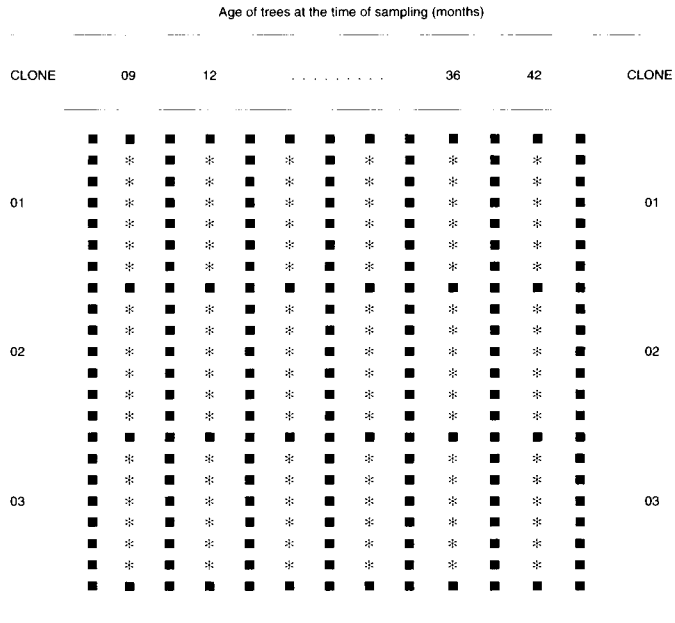 Age of trees at the time of sampling (months)
CLONE 09 12 . . . . . . . . . 36 42 CLONE
01 01
02 02
03 03